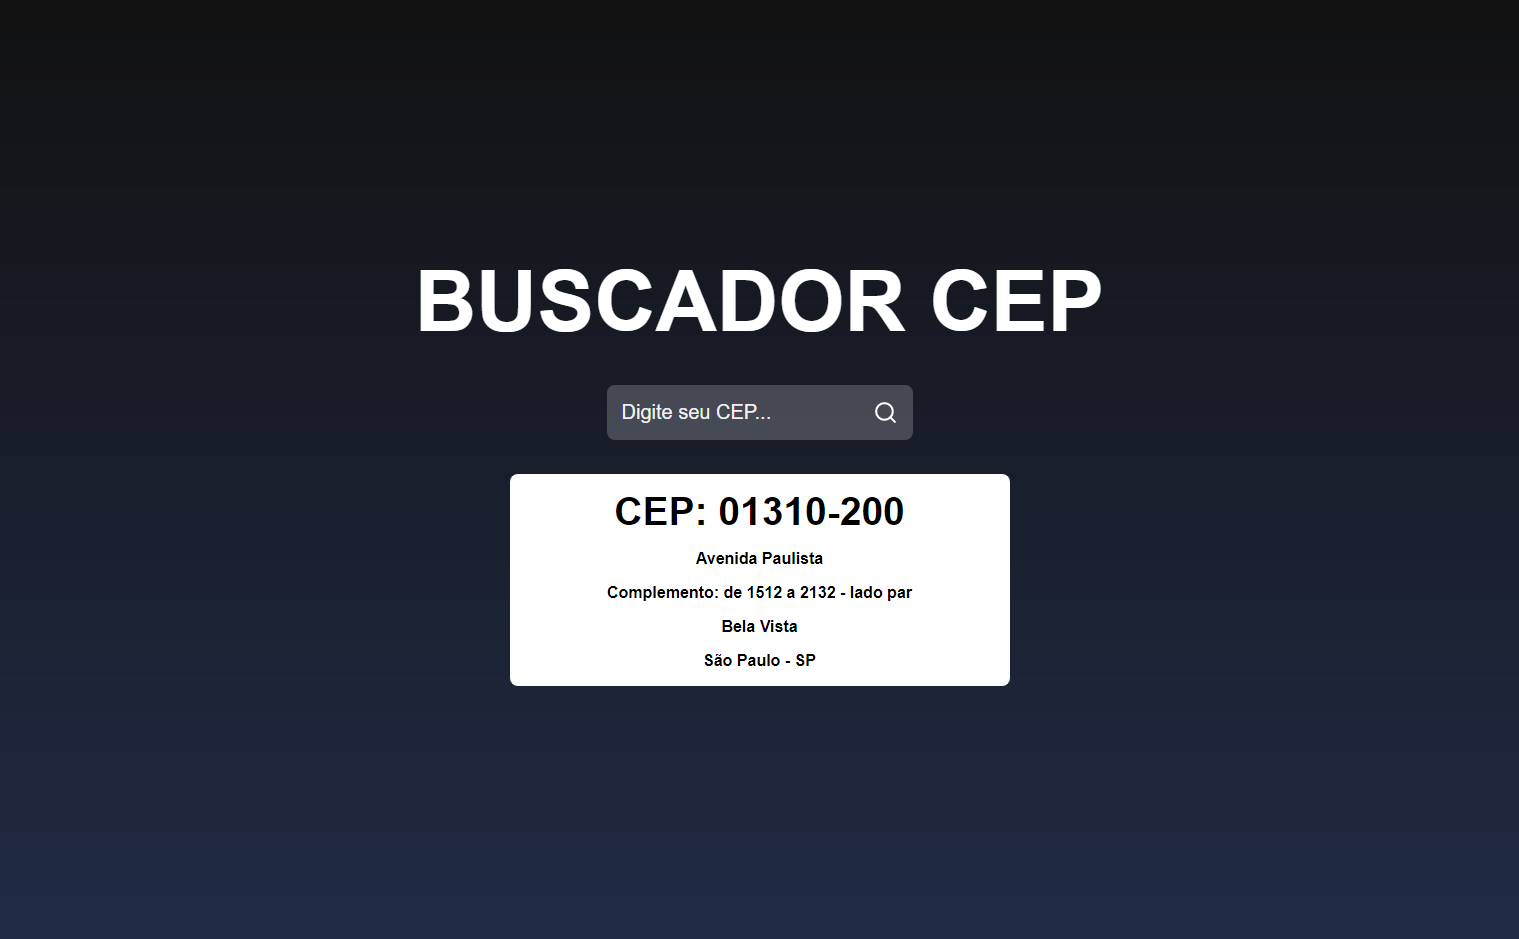 BUSCADOR CEP
Digite seu CEP...
CEP: 01310-200
Avenida Paulista
Complemento: de 1512 a 2132 - lado par
Bela Vista
São Paulo - SP